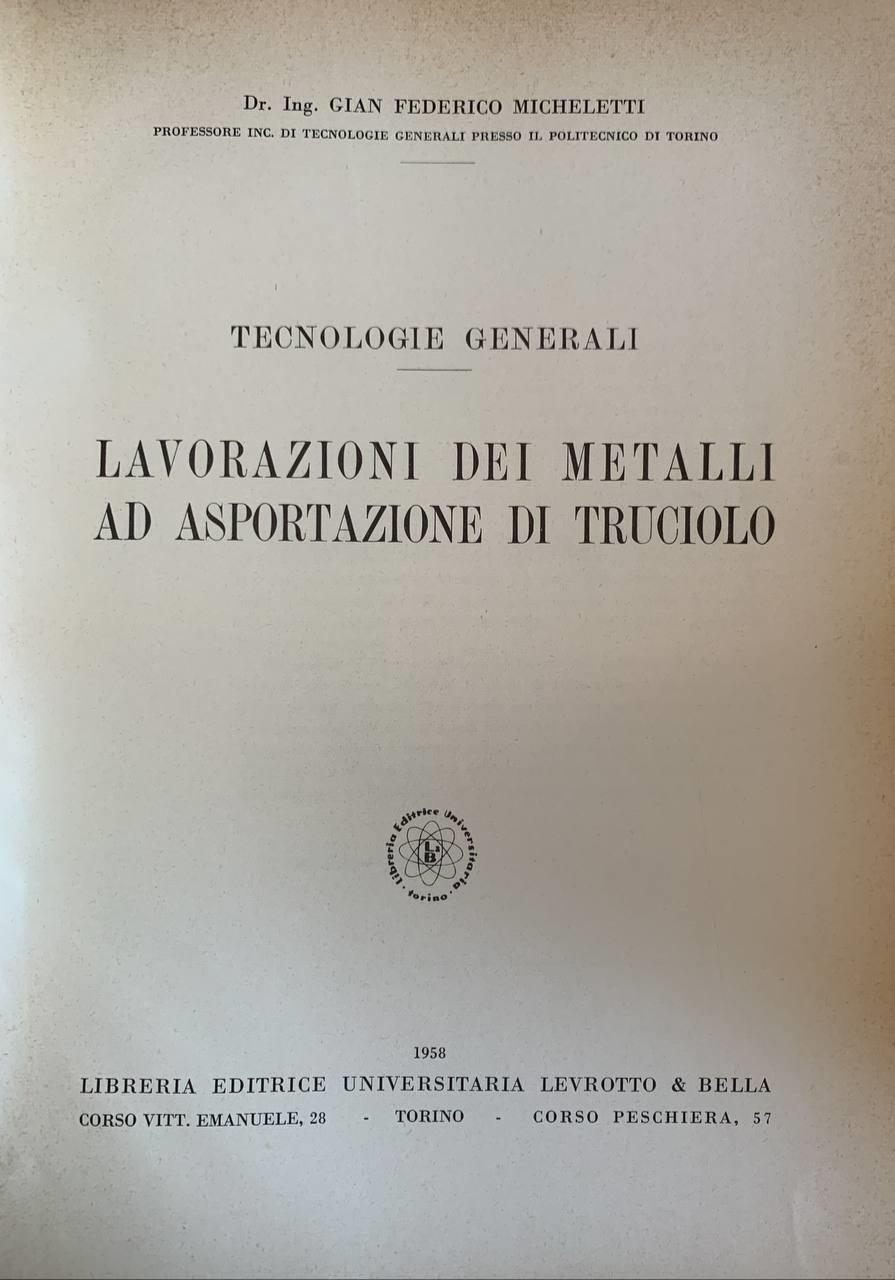 Dr. Ing. GIAN FEDERICO MICHELETTI
PROFESSORE INC. DI TECNOLOGIE GENERALI PRESSO IL POLITECNICO DI TORINO
TECNOLOGIE GENERALI
LAVORAZIONI DEI METALLI
AD ASPORTAZIONE DI TRUCIOLO
Libreria Editrice Universitaria
L&B
· torino ·
1958
LIBRERIA EDITRICE UNIVERSITARIA LEVROTTO & BELLA
CORSO VITT. EMANUELE, 28 - TORINO - CORSO PESCHIERA, 57